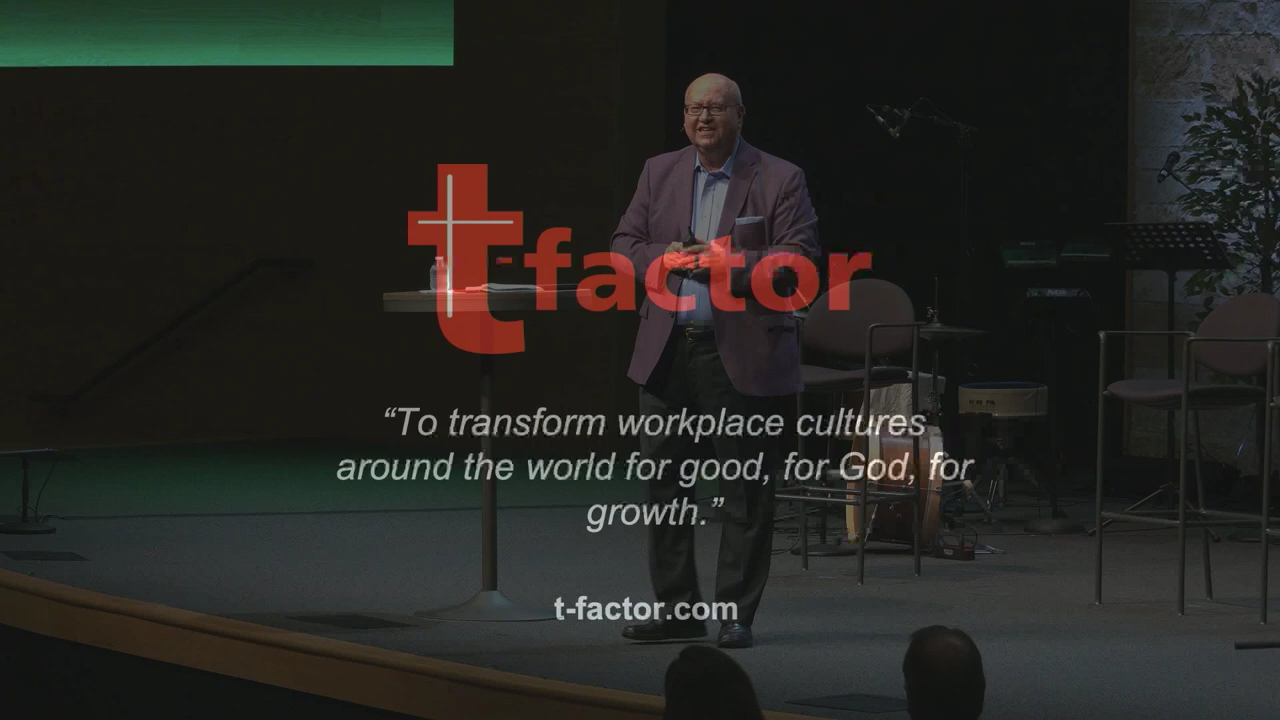 t-factor
“To transform workplace cultures
around the world for good, for God, for
growth.”
t-factor.com